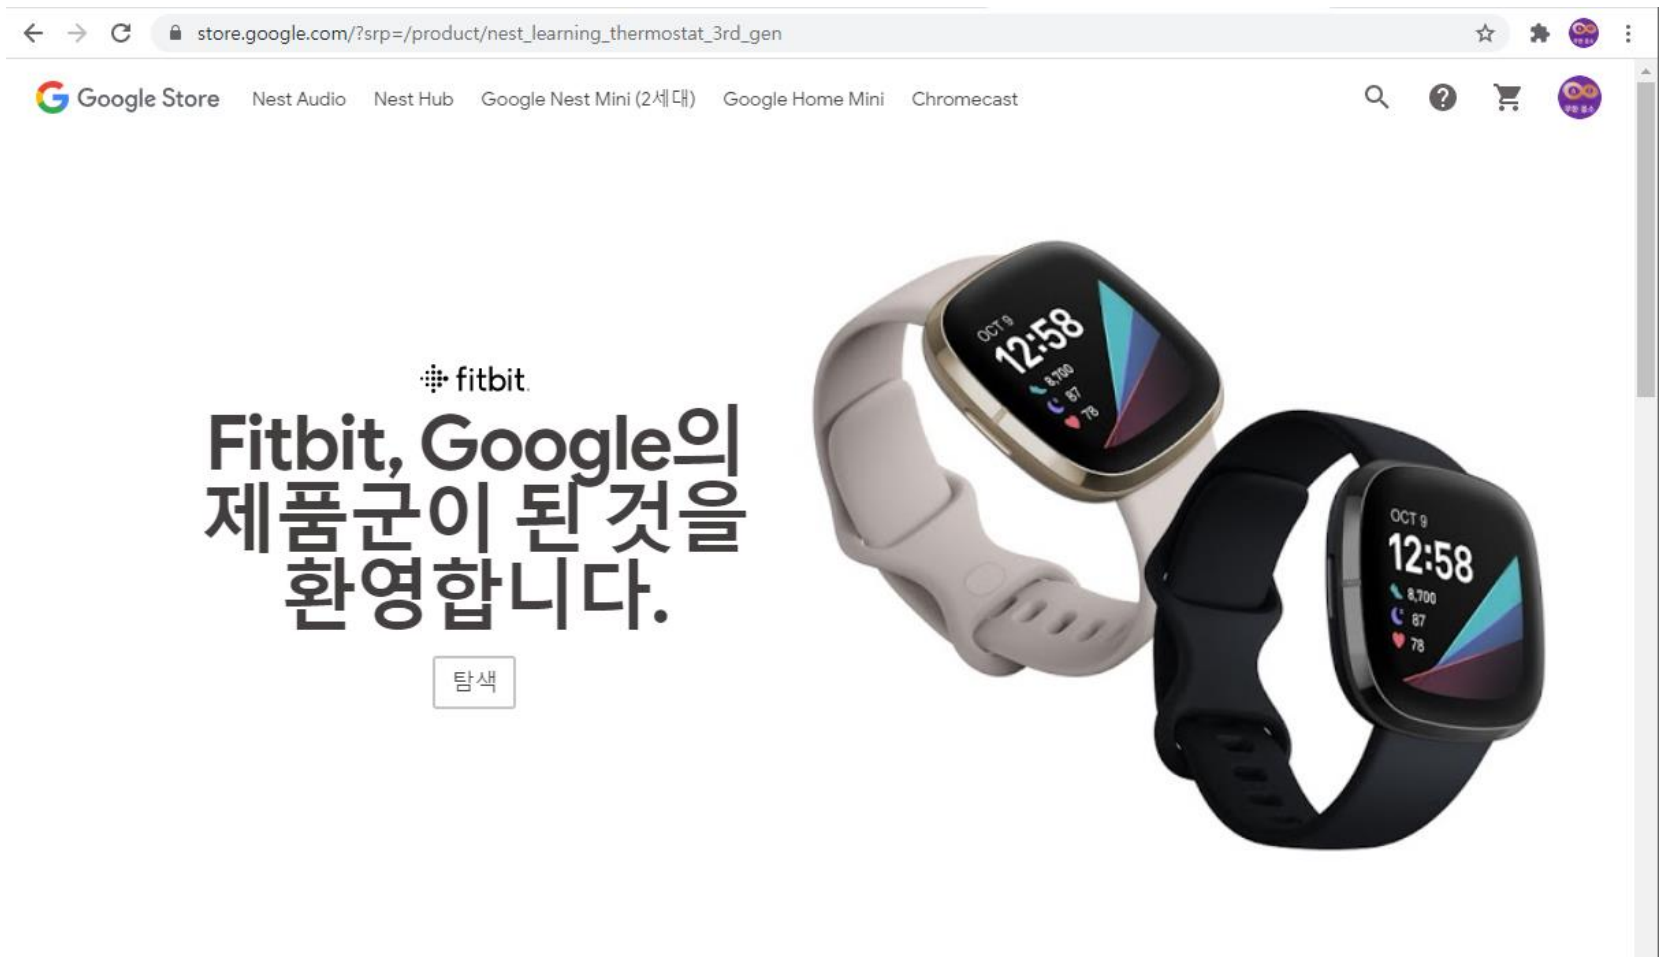 store.google.com/?srp=/product/nest_learning_thermostat_3rd_gen
Google Store Nest Audio Nest Hub Google Nest Mini (2세대) Google Home Mini Chromecast
fitbit
Fitbit, Google의
제품군이 된 것을
환영합니다.
탐색
OCT 9
12:58
8,700
87
78
OCT 9
12:58
8,700
87
78